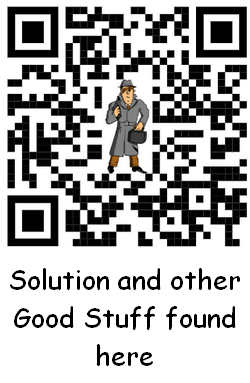 Solution and other
Good Stuff found
here